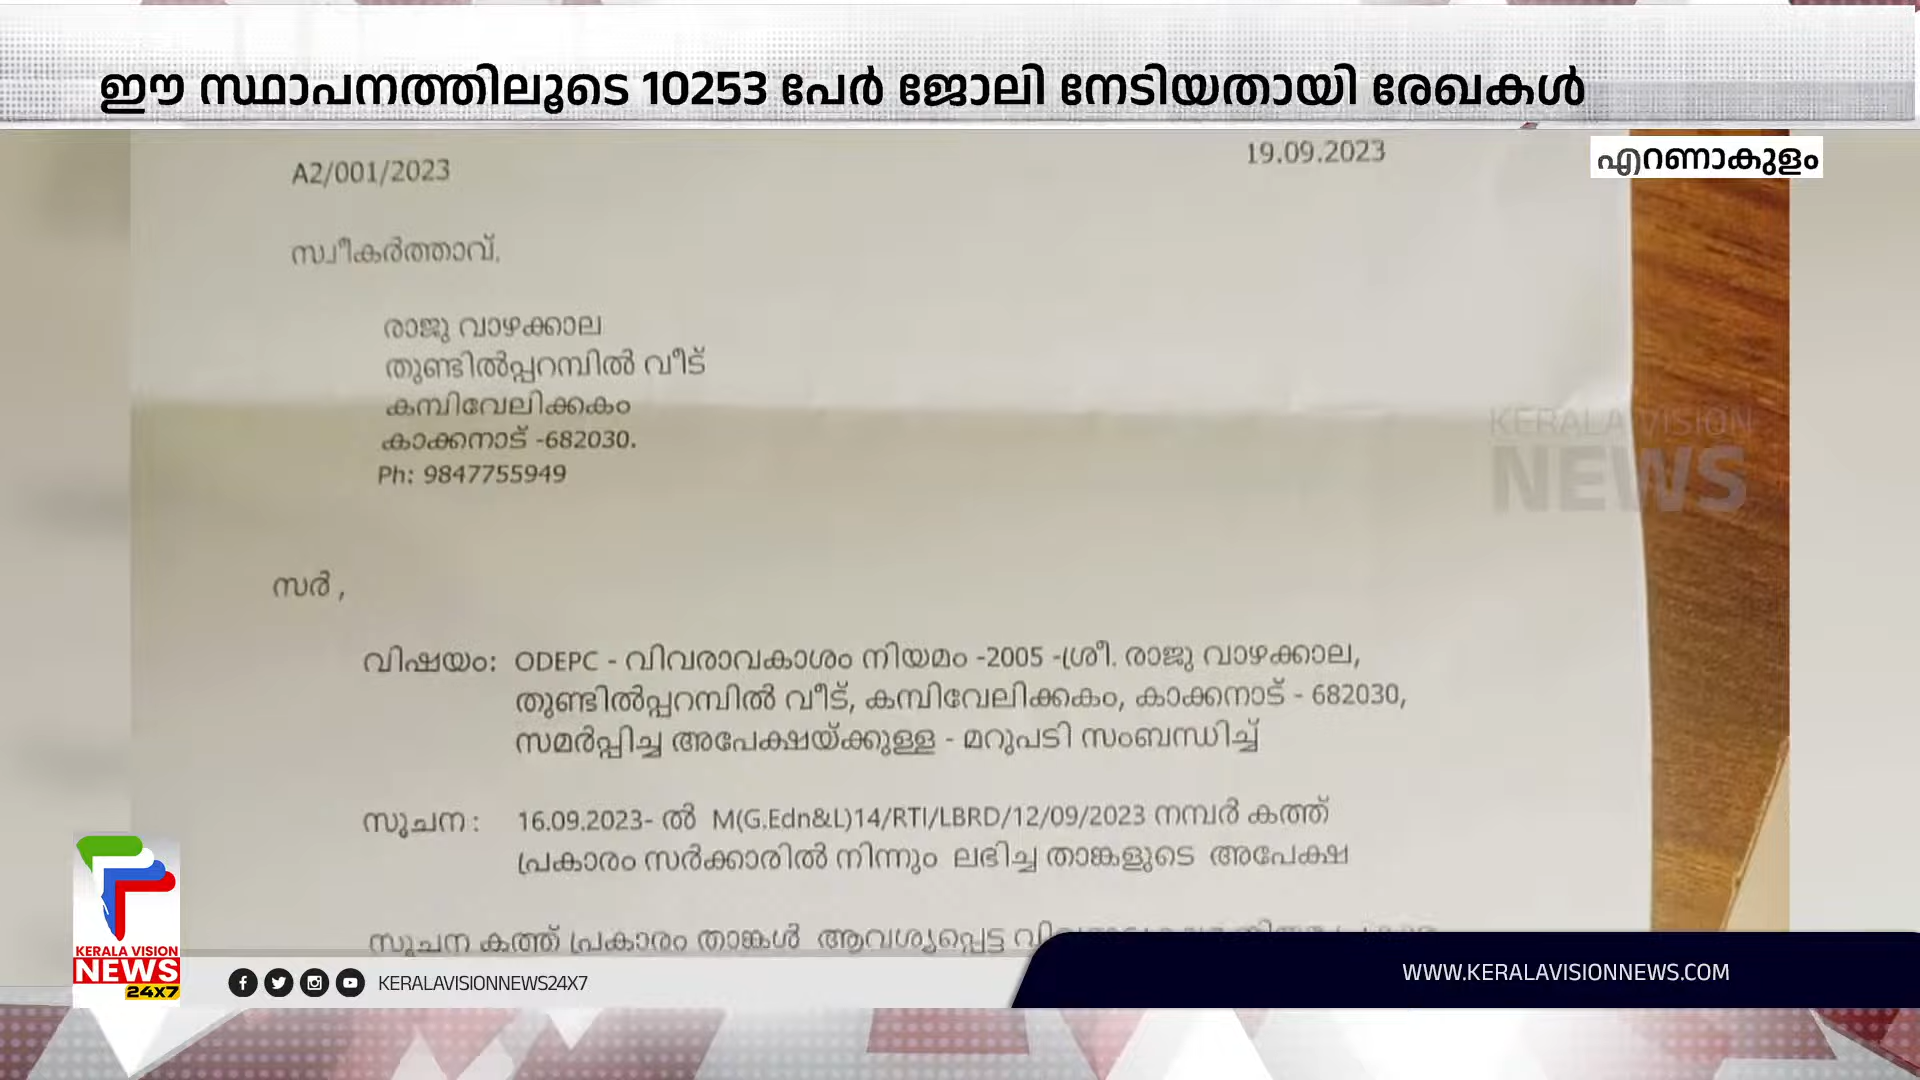 ഈ സ്ഥാപനത്തിലൂടെ 10253 പേർ ജോലി നേടിയതായി രേഖകൾ
എറണാകുളം
A2/001/2023
19.09.2023
സ്വീകർത്താവ്,
രാജു വാഴക്കാല
തുണ്ടിൽപ്പറമ്പിൽ വീട്
കമ്പിവേലിക്കകം
കാക്കനാട് -682030.
Ph: 9847755949
KERALA VISION
NEWS
സർ ,
വിഷയം: ODEPC - വിവരാവകാശം നിയമം -2005 -ശ്രീ. രാജു വാഴക്കാല,
തുണ്ടിൽപ്പറമ്പിൽ വീട്, കമ്പിവേലിക്കകം, കാക്കനാട് - 682030,
സമർപ്പിച്ച അപേക്ഷയ്ക്കുള്ള - മറുപടി സംബന്ധിച്ച്
സൂചന : 16.09.2023- ൽ M(G.Edn&L)14/RTI/LBRD/12/09/2023 നമ്പർ കത്ത്
പ്രകാരം സർക്കാരിൽ നിന്നും ലഭിച്ച താങ്കളുടെ അപേക്ഷ
സൂചന കത്ത് പ്രകാരം താങ്കൾ ആവശ്യപ്പെട്ട
KERALA VISION
NEWS
24X7
KERALAVISIONNEWS24X7
WWW.KERALAVISIONNEWS.COM